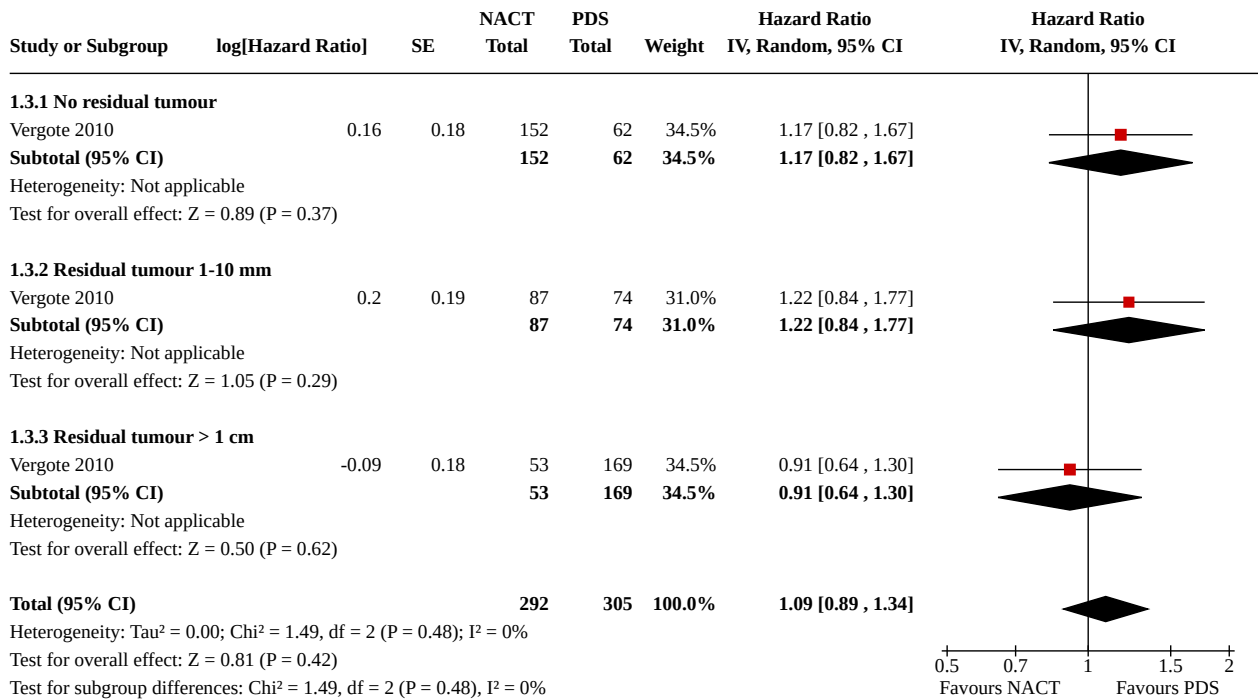 NACT PDS Hazard Ratio Hazard Ratio
Study or Subgroup log[Hazard Ratio] SE Total Total Weight IV, Random, 95% CI IV, Random, 95% CI
1.3.1 No residual tumour
Vergote 2010 0.16 0.18 152 62 34.5% 1.17 [0.82 , 1.67]
Subtotal (95% CI) 152 62 34.5% 1.17 [0.82 , 1.67]
Heterogeneity: Not applicable
Test for overall effect: Z = 0.89 (P = 0.37)
1.3.2 Residual tumour 1-10 mm
Vergote 2010 0.2 0.19 87 74 31.0% 1.22 [0.84 , 1.77]
Subtotal (95% CI) 87 74 31.0% 1.22 [0.84 , 1.77]
Heterogeneity: Not applicable
Test for overall effect: Z = 1.05 (P = 0.29)
1.3.3 Residual tumour > 1 cm
Vergote 2010 -0.09 0.18 53 169 34.5% 0.91 [0.64 , 1.30]
Subtotal (95% CI) 53 169 34.5% 0.91 [0.64 , 1.30]
Heterogeneity: Not applicable
Test for overall effect: Z = 0.50 (P = 0.62)
Total (95% CI) 292 305 100.0% 1.09 [0.89 , 1.34]
Heterogeneity: Tau² = 0.00; Chi² = 1.49, df = 2 (P = 0.48); I² = 0%
Test for overall effect: Z = 0.81 (P = 0.42)
0.5 0.7 1 1.5 2
Test for subgroup differences: Chi² = 1.49, df = 2 (P = 0.48), I² = 0% Favours NACT Favours PDS